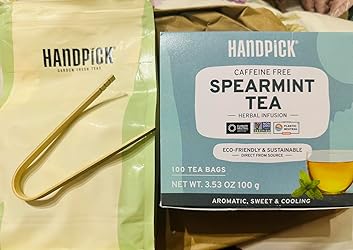 HANDPICK®
GARDEN FRESH TEAS
HANDPICK®
CAFFEINE FREE
SPEARMINT
TEA
HERBAL INFUSION
ECO-FRIENDLY & SUSTAINABLE
DIRECT FROM SOURCE
100 TEA BAGS
NET WT. 3.53 OZ 100 g
AROMATIC, SWEET & COOLING